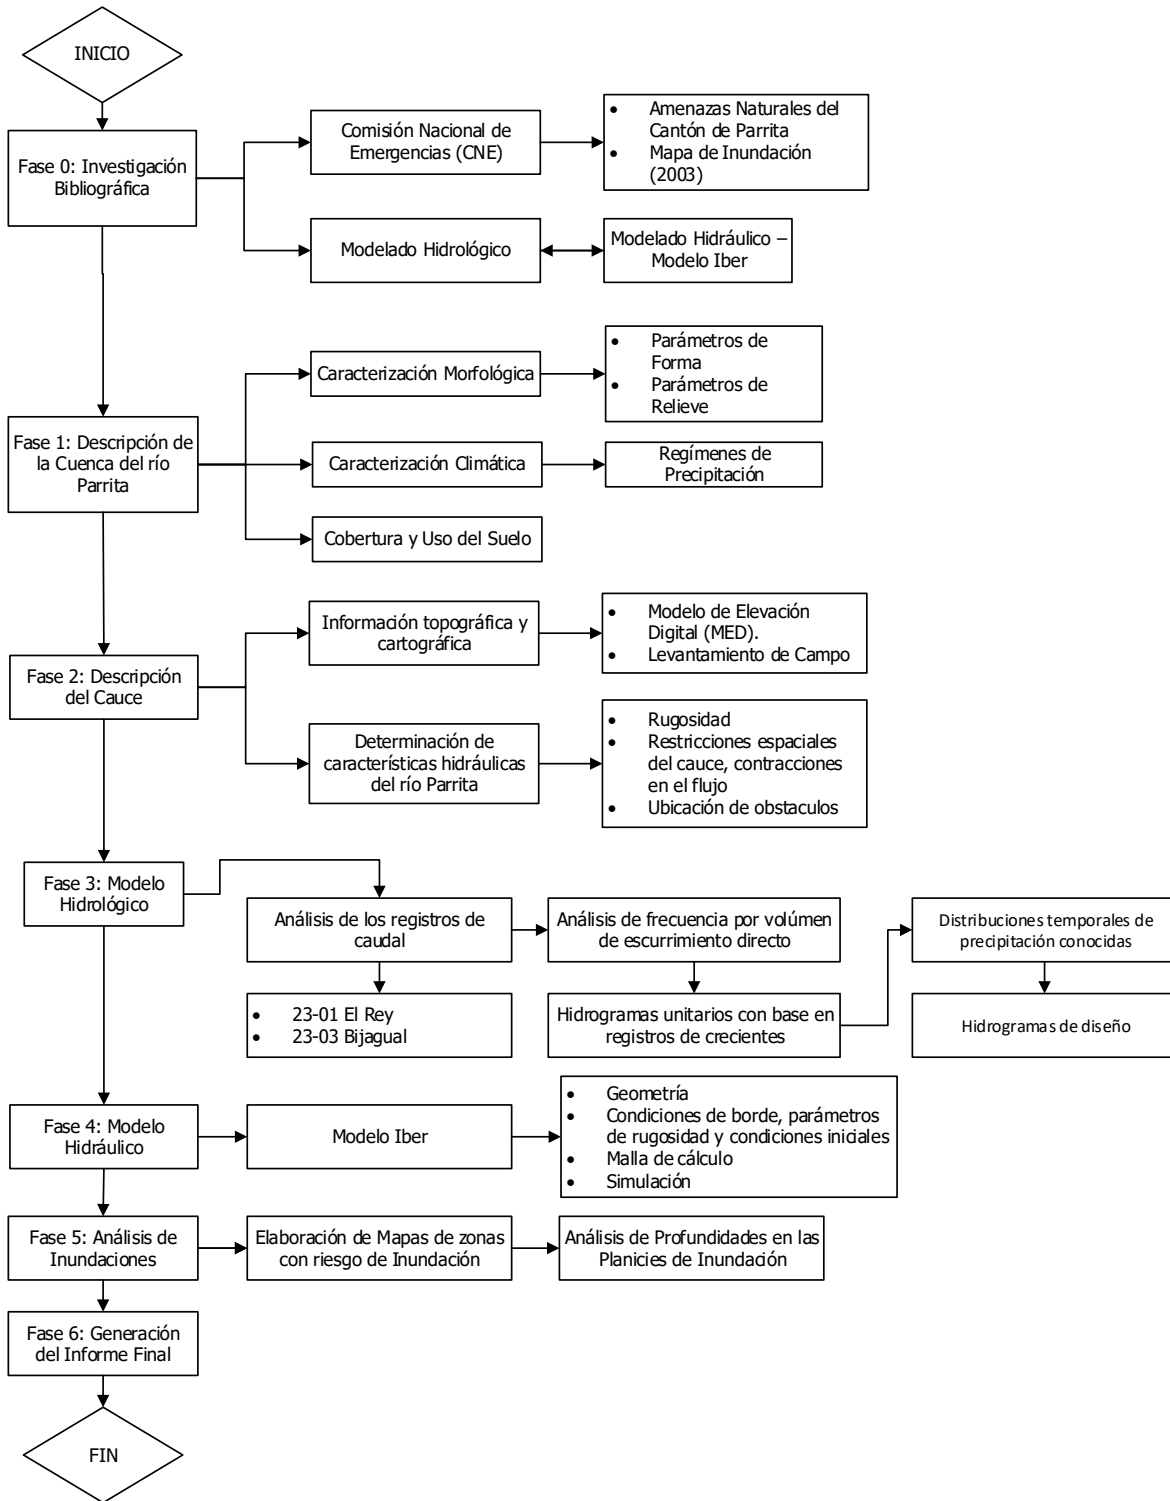 INICIO
Fase 0: Investigación
Bibliográfica
Comisión Nacional de
Emergencias (CNE)
• Amenazas Naturales del
Cantón de Parrita
• Mapa de Inundación
(2003)
Modelado Hidrológico
Modelado Hidráulico –
Modelo Iber
Fase 1: Descripción de
la Cuenca del río
Parrita
Caracterización Morfológica
• Parámetros de
Forma
• Parámetros de
Relieve
Caracterización Climática
Regímenes de
Precipitación
Cobertura y Uso del Suelo
Fase 2: Descripción
del Cauce
Información topográfica y
cartográfica
• Modelo de Elevación
Digital (MED).
• Levantamiento de Campo
Determinación de
características hidráulicas
del río Parrita
• Rugosidad
• Restricciones espaciales
del cauce, contracciones
en el flujo
• Ubicación de obstaculos
Fase 3: Modelo
Hidrológico
Análisis de los registros de
caudal
• 23-01 El Rey
• 23-03 Bijagual
Análisis de frecuencia por volúmen
de escurrimiento directo
Hidrogramas unitarios con base en
registros de crecientes
Distribuciones temporales de
precipitación conocidas
Hidrogramas de diseño
Fase 4: Modelo
Hidráulico
Modelo Iber
• Geometría
• Condiciones de borde, parámetros
de rugosidad y condiciones iniciales
• Malla de cálculo
• Simulación
Fase 5: Análisis de
Inundaciones
Elaboración de Mapas de zonas
con riesgo de Inundación
Análisis de Profundidades en las
Planicies de Inundación
Fase 6: Generación
del Informe Final
FIN